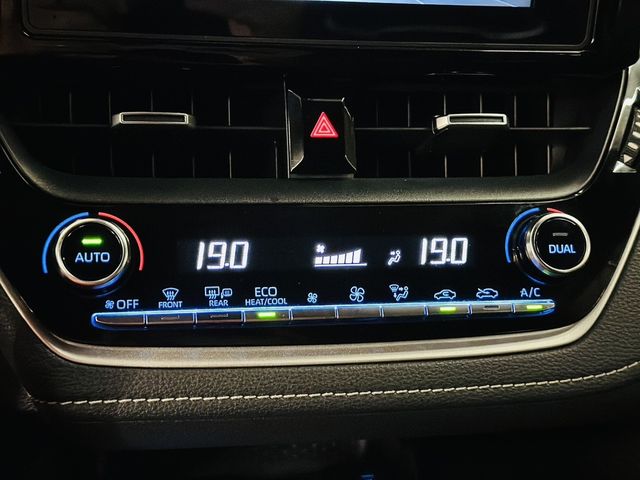 AUTO
19.0
19.0
DUAL
OFF
FRONT
REAR
ECO
HEAT/COOL
A/C